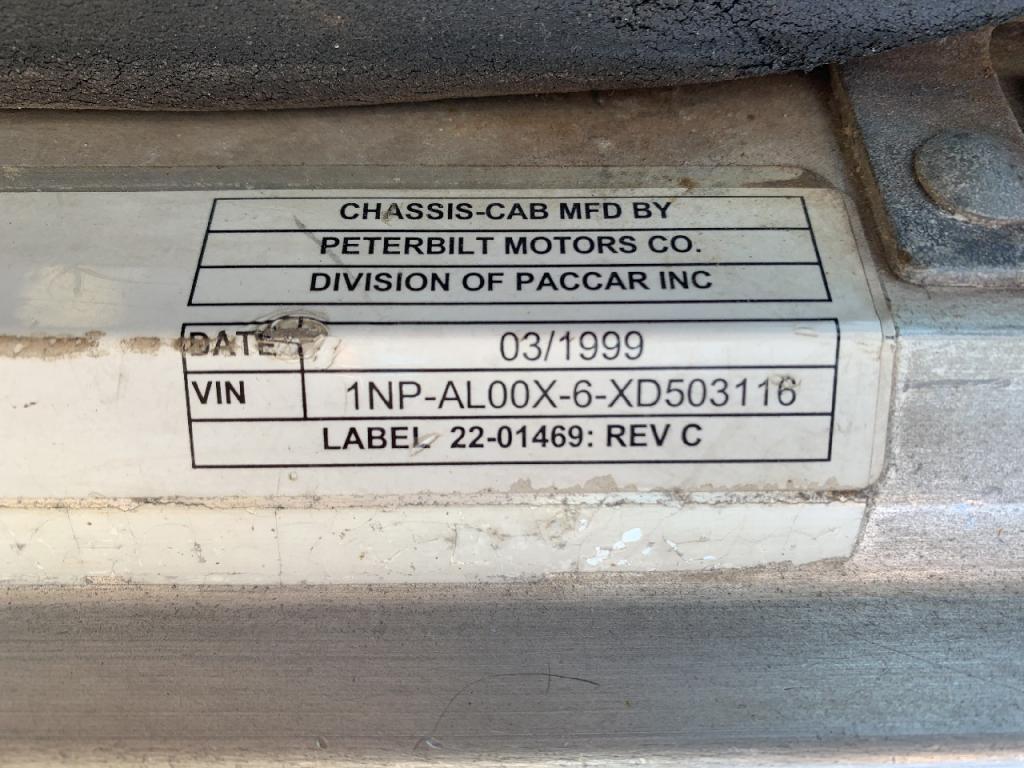 CHASSIS-CAB MFD BY
PETERBILT MOTORS CO.
DIVISION OF PACCAR INC
DATE 03/1999
VIN 1NP-AL00X-6-XD503116
LABEL 22-01469: REV C